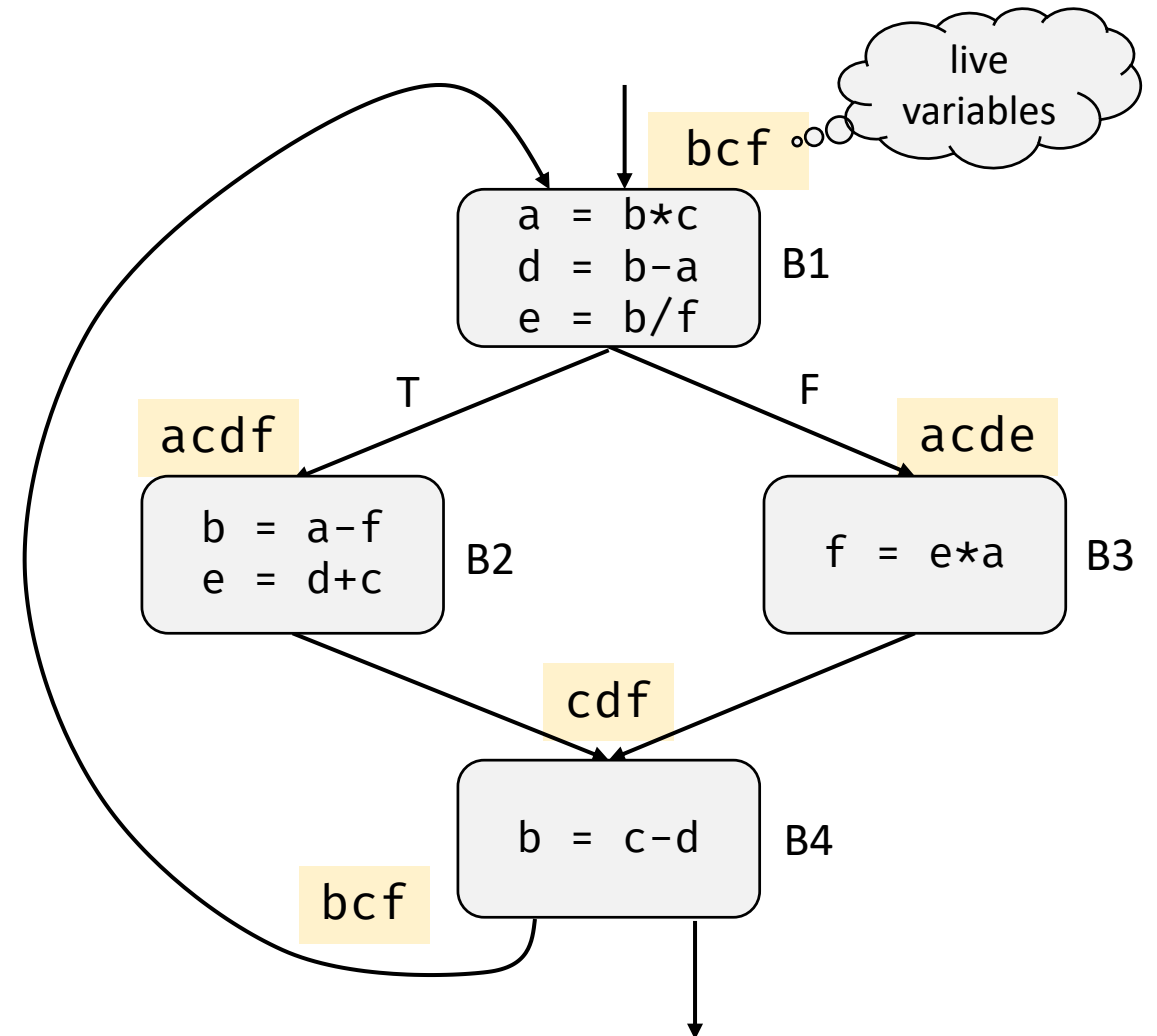 live
variables
bcf
a = b*c
d = b-a
e = b/f
B1
T
F
acdf
acde
b = a-f
e = d+c
B2
f = e*a
B3
cdf
b = c-d
B4
bcf